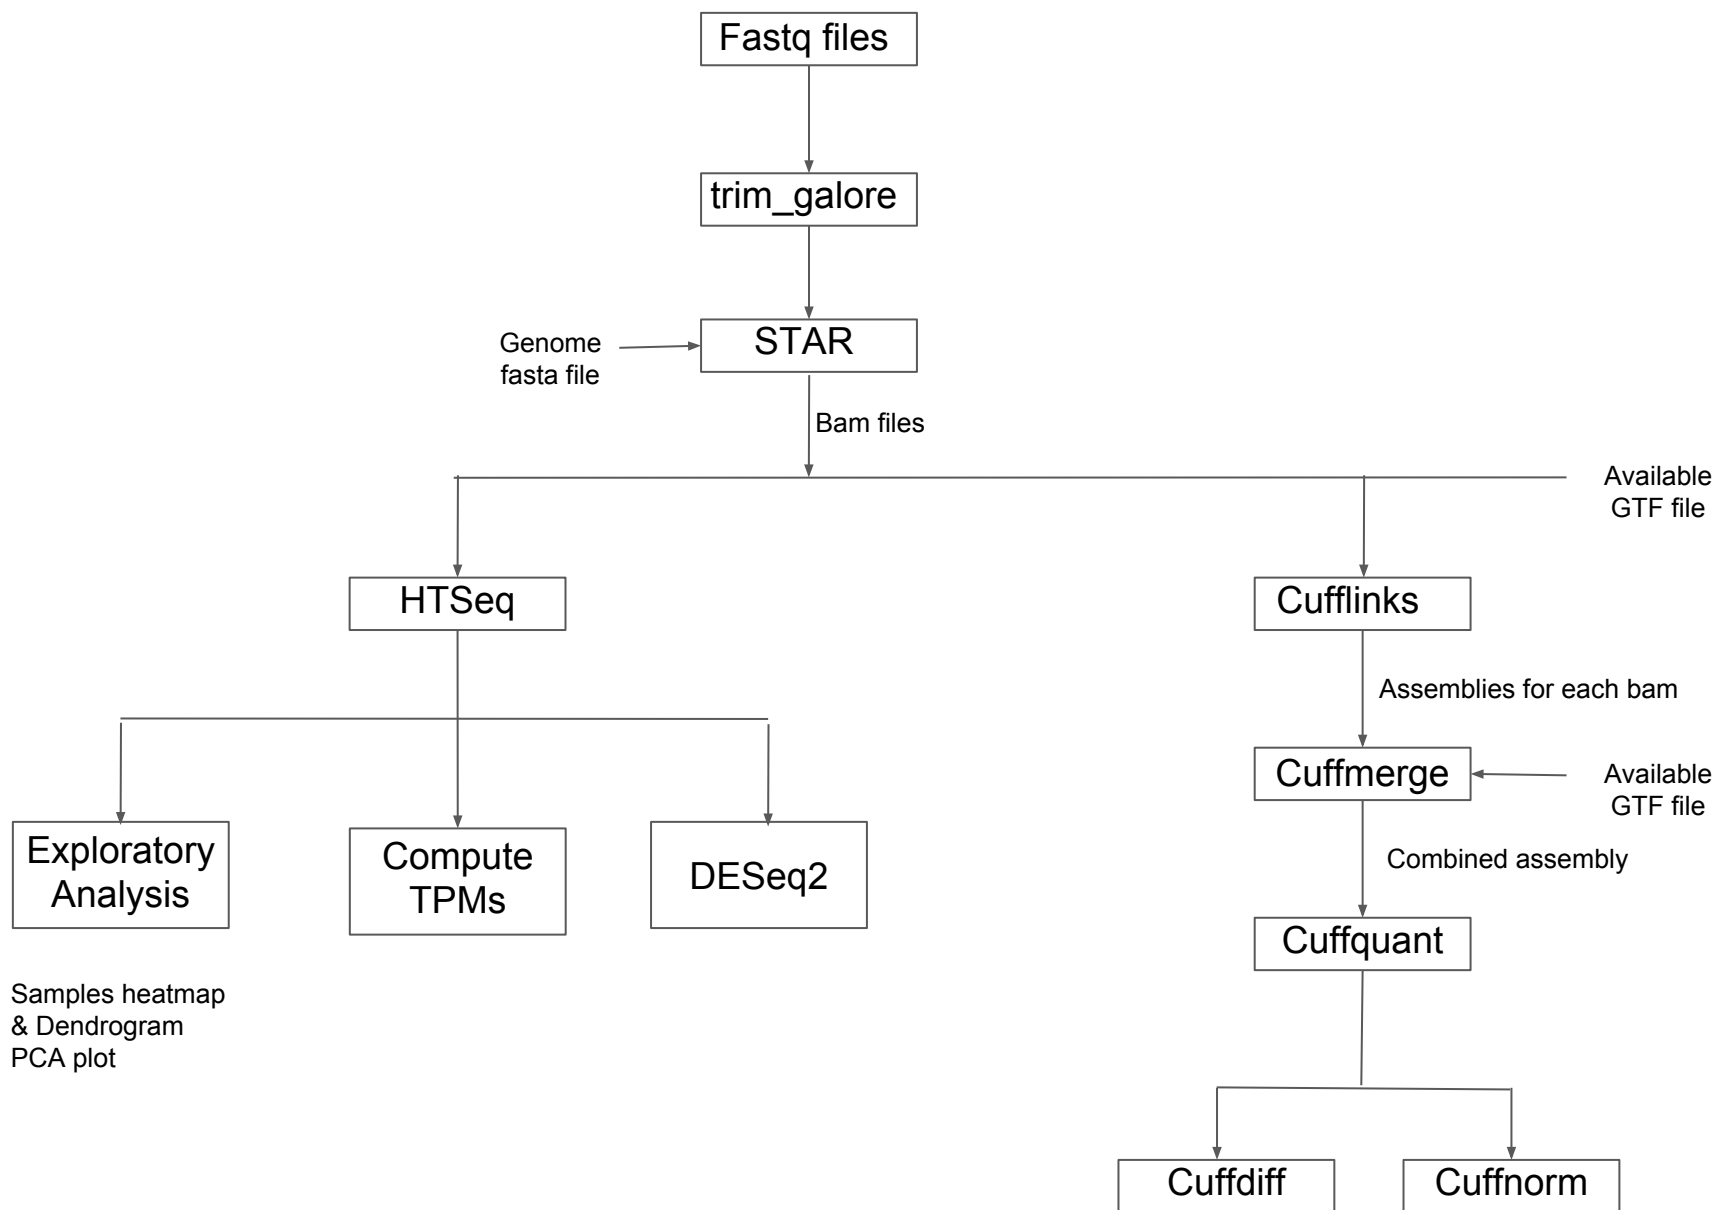 Fastq files
trim_galore
STAR
Genome
fasta file
Bam files
Available
GTF file
HTSeq
Cufflinks
Assemblies for each bam
Cuffmerge
Available
GTF file
Exploratory
Analysis
Compute
TPMs
DESeq2
Combined assembly
Cuffquant
Samples heatmap
& Dendrogram
PCA plot
Cuffdiff
Cuffnorm